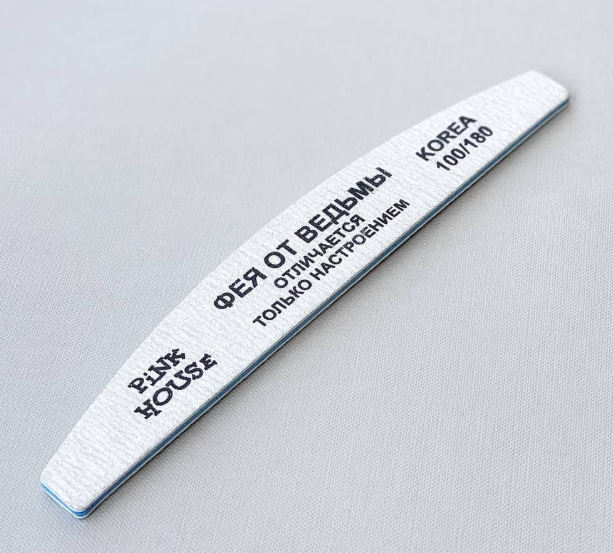 PiNK
HOUSE
ФЕЯ ОТ ВЕДЬМЫ
ОТЛИЧАЕТСЯ
ТОЛЬКО НАСТРОЕНИЕМ
KOREA
100/180